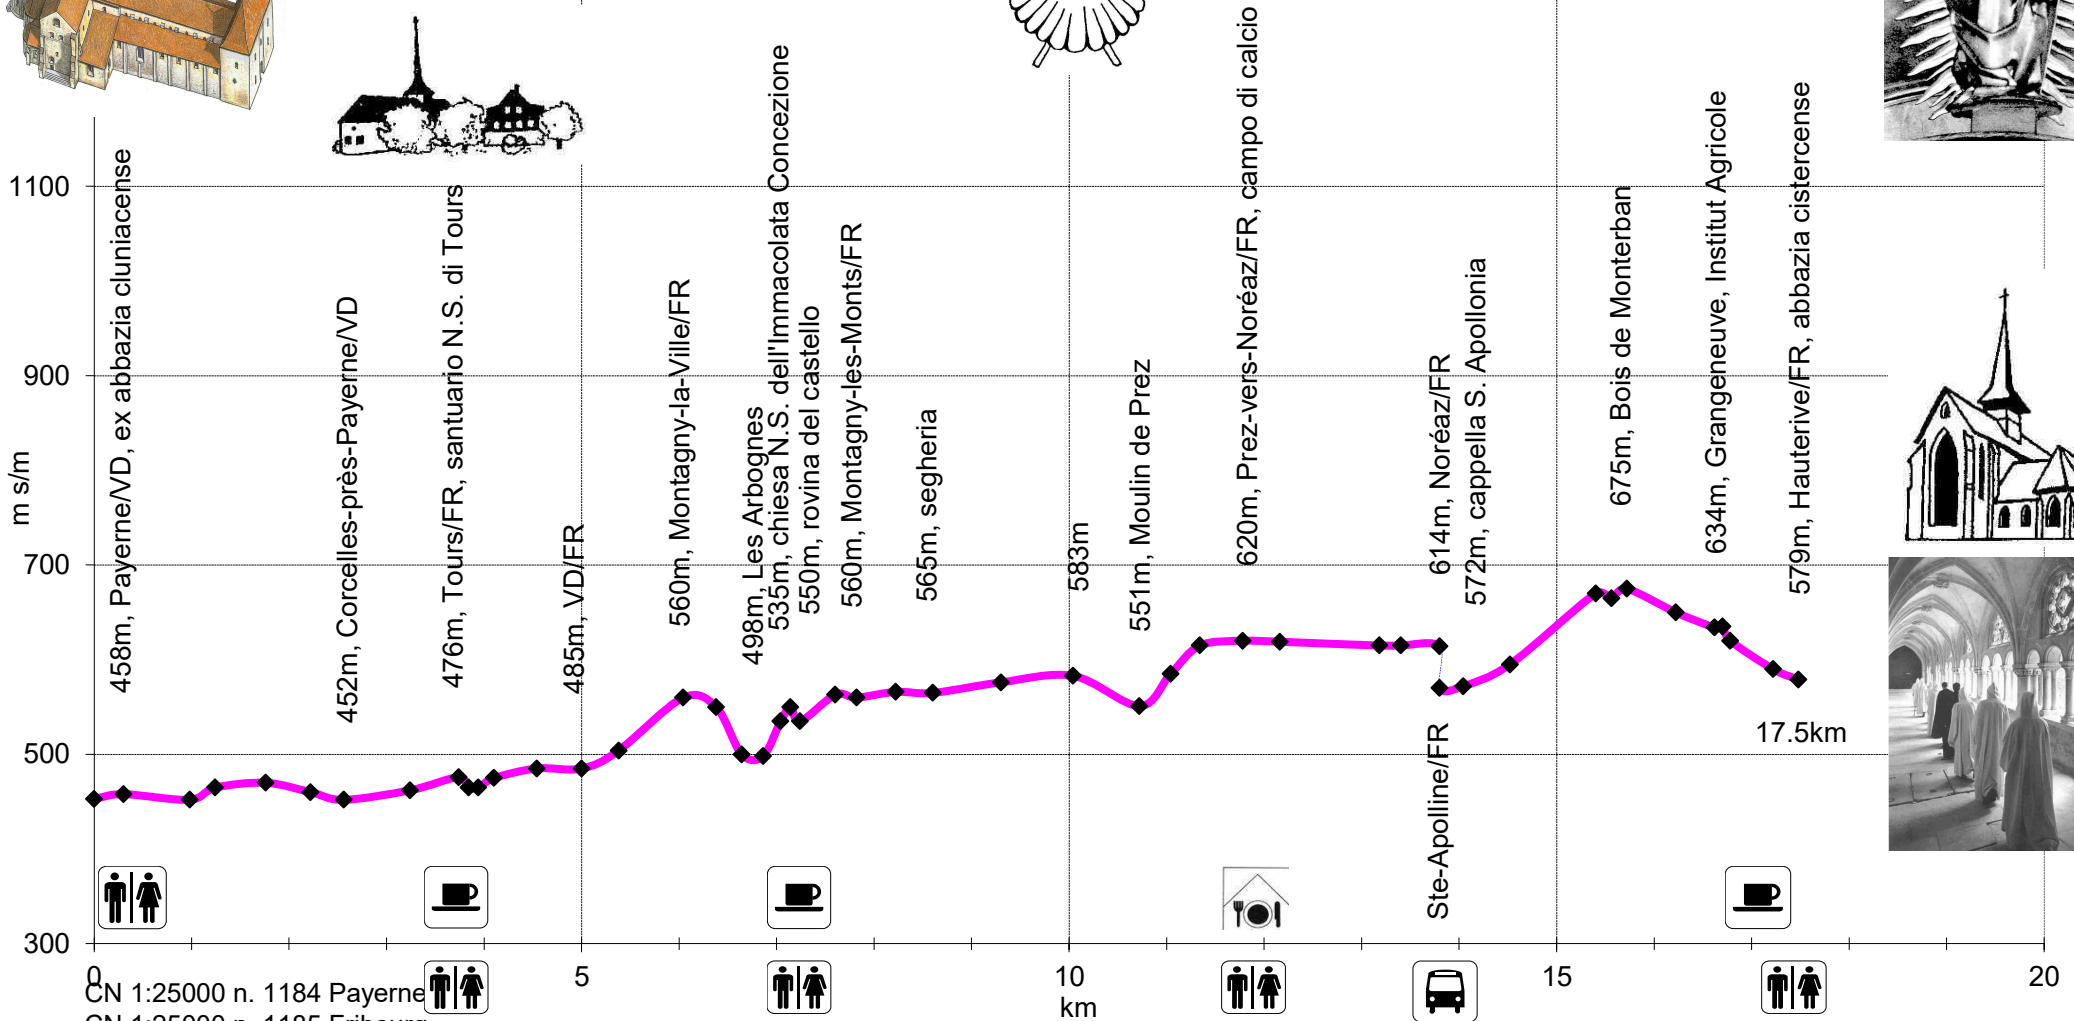 m s/m
1100
900
700
500
300
458m, Payerne/VD, ex abbazia cluniacense
452m, Corcelles-près-Payerne/VD
476m, Tours/FR, santuario N.S. di Tours
485m, VD/FR
560m, Montagny-la-Ville/FR
498m, Les Arbognes
535m, chiesa N.S. dell'Immacolata Concezione
550m, rovina del castello
560m, Montagny-les-Monts/FR
565m, segheria
583m
551m, Moulin de Prez
620m, Prez-vers-Noréaz/FR, campo di calcio
614m, Noréaz/FR
572m, cappella S. Apollonia
Ste-Apolline/FR
675m, Bois de Monterban
634m, Grangeneuve, Institut Agricole
579m, Hauterive/FR, abbazia cistercense
17.5km
0
5
10
15
20
km
CN 1:25000 n. 1184 Payerne
CN 1:25000 n. 1185 Fribourg